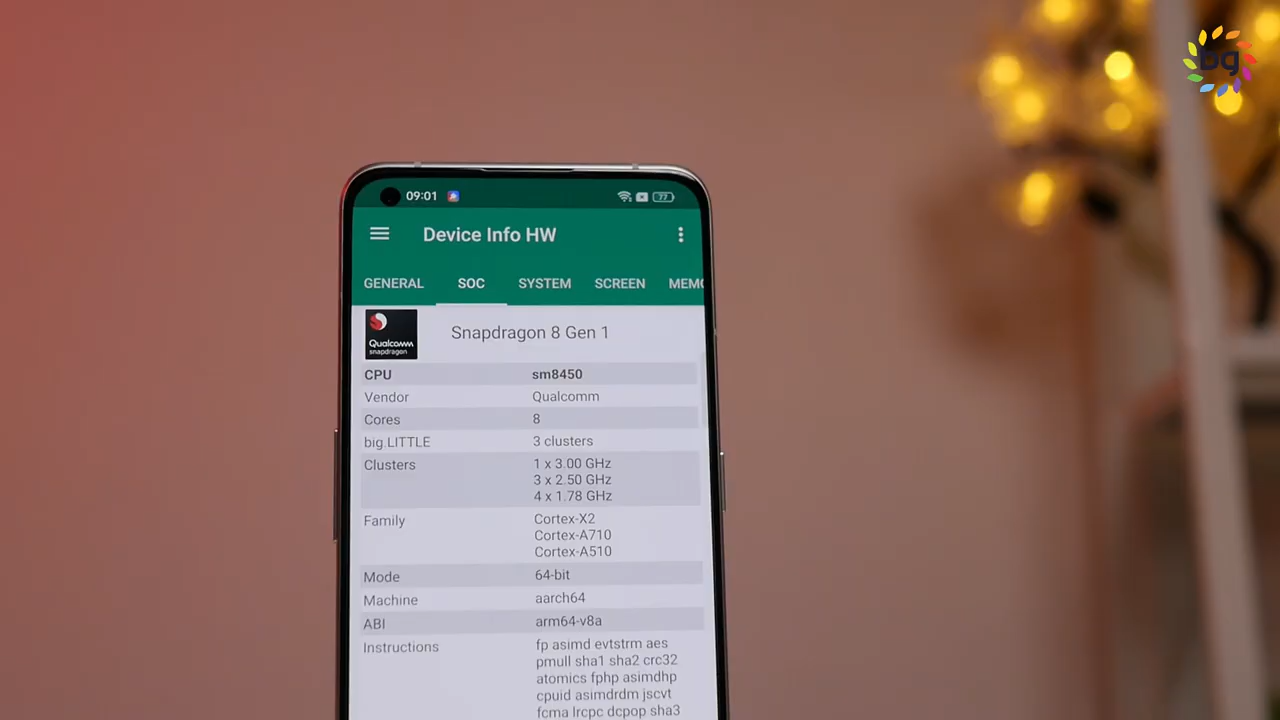 bg
09:01
77
Device Info HW
GENERAL SOC SYSTEM SCREEN MEMO
Qualcomm
snapdragon
Snapdragon 8 Gen 1
CPU sm8450
Vendor Qualcomm
Cores 8
big.LITTLE 3 clusters
Clusters 1 x 3.00 GHz
3 x 2.50 GHz
4 x 1.78 GHz
Family Cortex-X2
Cortex-A710
Cortex-A510
Mode 64-bit
Machine aarch64
ABI arm64-v8a
Instructions fp asimd evtstrm aes
pmull sha1 sha2 crc32
atomics fphp asimdhp
cpuid asimdrdm jscvt
fcma lrcpc dcpop sha3